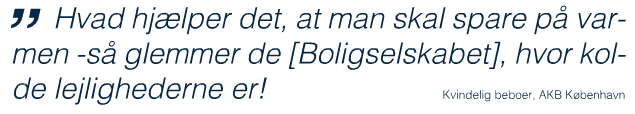 ” Hvad hjælper det, at man skal spare på var-
men -så glemmer de [Boligselskabet], hvor kol-
de lejlighederne er!
Kvindelig beboer, AKB København